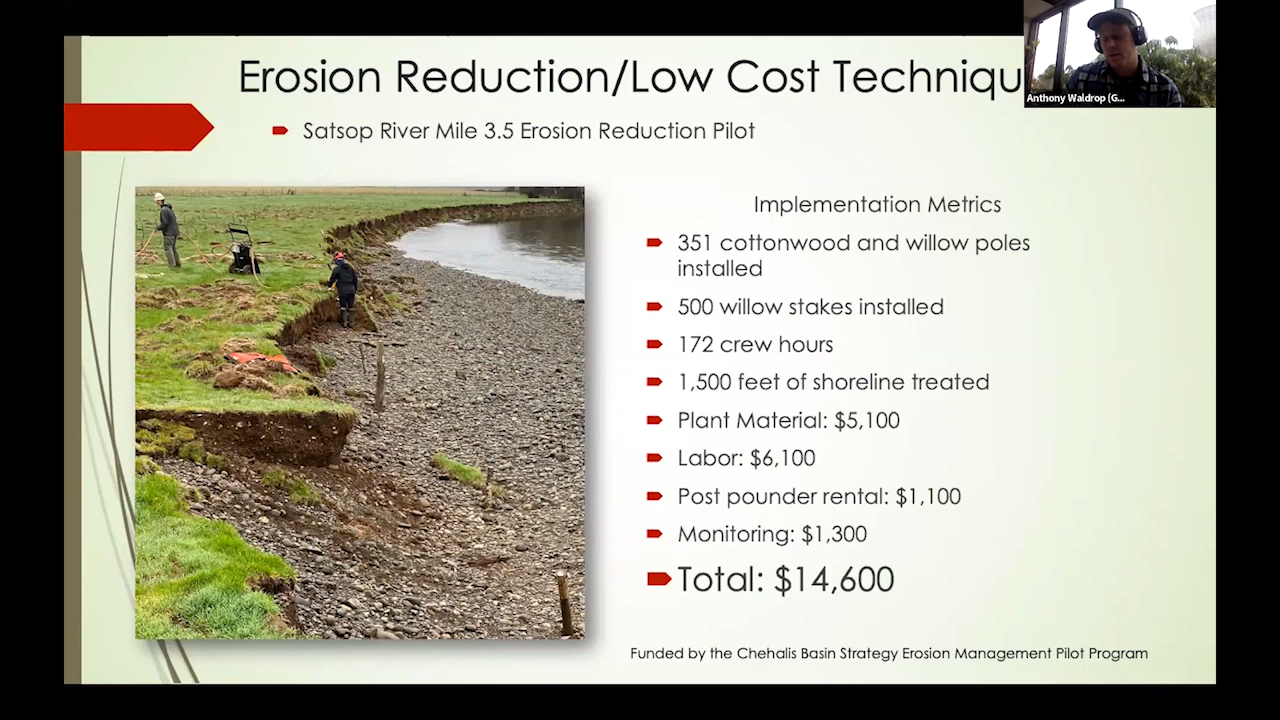 Erosion Reduction/Low Cost
Anthony Waldrop (G...
Satsop River Mile 3.5 Erosion Reduction Pilot
Implementation Metrics
351 cottonwood and willow poles
installed
500 willow stakes installed
172 crew hours
1,500 feet of shoreline treated
Plant Material: $5,100
Labor: $6,100
Post pounder rental: $1,100
Monitoring: $1,300
Total: $14,600
Funded by the Chehalis Basin Strategy Erosion Management Pilot Program